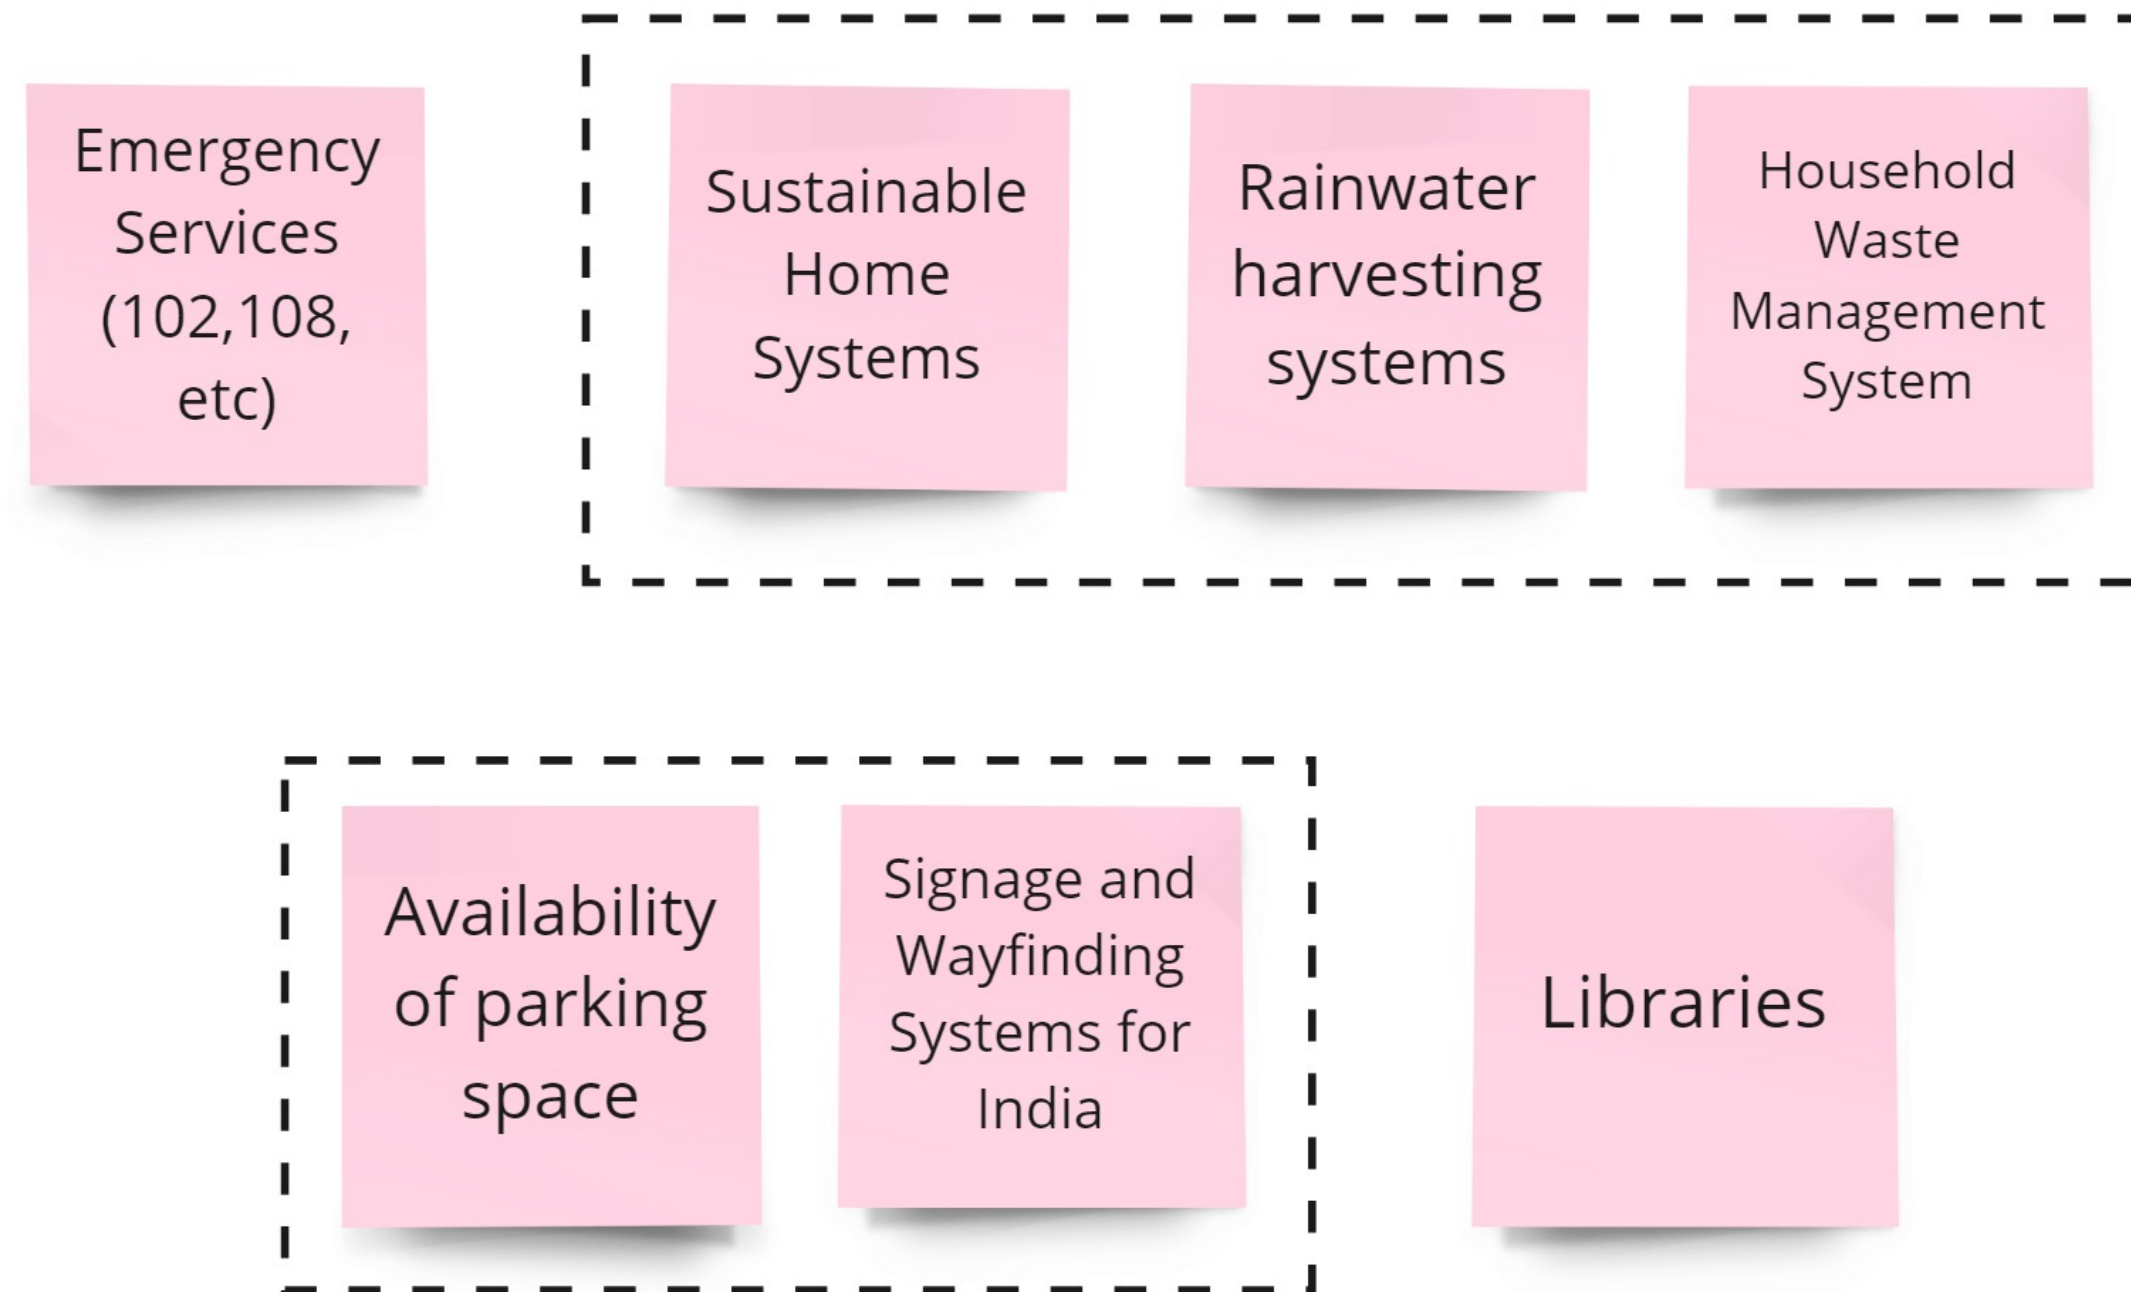 Emergency
Services
(102,108,
etc)
Sustainable
Home
Systems
Rainwater
harvesting
systems
Household
Waste
Management
System
Availability
of parking
space
Signage and
Wayfinding
Systems for
India
Libraries